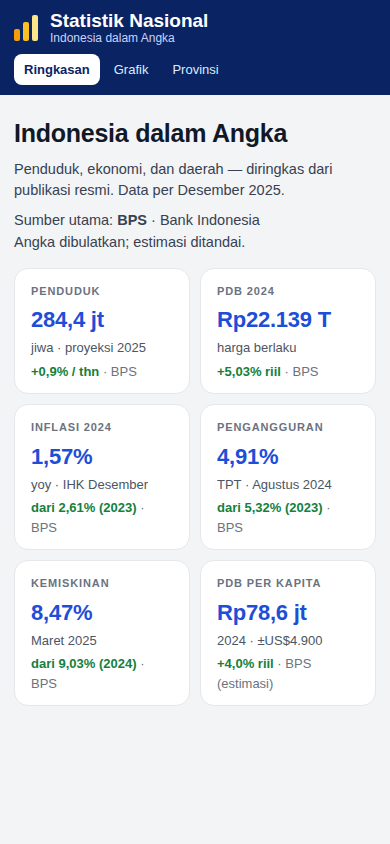 Statistik Nasional
Indonesia dalam Angka
Ringkasan
Grafik
Provinsi
Indonesia dalam Angka
Penduduk, ekonomi, dan daerah — diringkas dari
publikasi resmi. Data per Desember 2025.
Sumber utama: BPS · Bank Indonesia
Angka dibulatkan; estimasi ditandai.
PENDUDUK
284,4 jt
jiwa · proyeksi 2025
+0,9% / thn · BPS
PDB 2024
Rp22.139 T
harga berlaku
+5,03% riil · BPS
INFLASI 2024
1,57%
yoy · IHK Desember
dari 2,61% (2023) ·
BPS
PENGANGGURAN
4,91%
TPT · Agustus 2024
dari 5,32% (2023) ·
BPS
KEMISKINAN
8,47%
Maret 2025
dari 9,03% (2024) ·
BPS
PDB PER KAPITA
Rp78,6 jt
2024 · ±US$4.900
+4,0% riil · BPS
(estimasi)